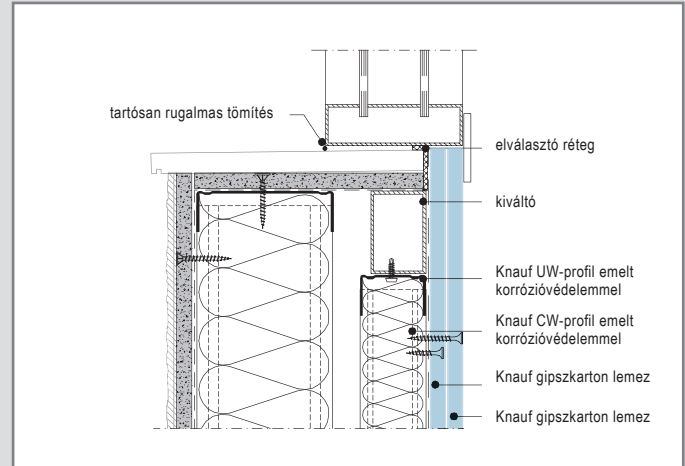 tartósan rugalmas tömítés
elválasztó réteg
kiváltó
Knauf UW-profil emelt
korrózióvédelemmel
Knauf CW-profil emelt
korrózióvédelemmel
Knauf gipszkarton lemez
Knauf gipszkarton lemez